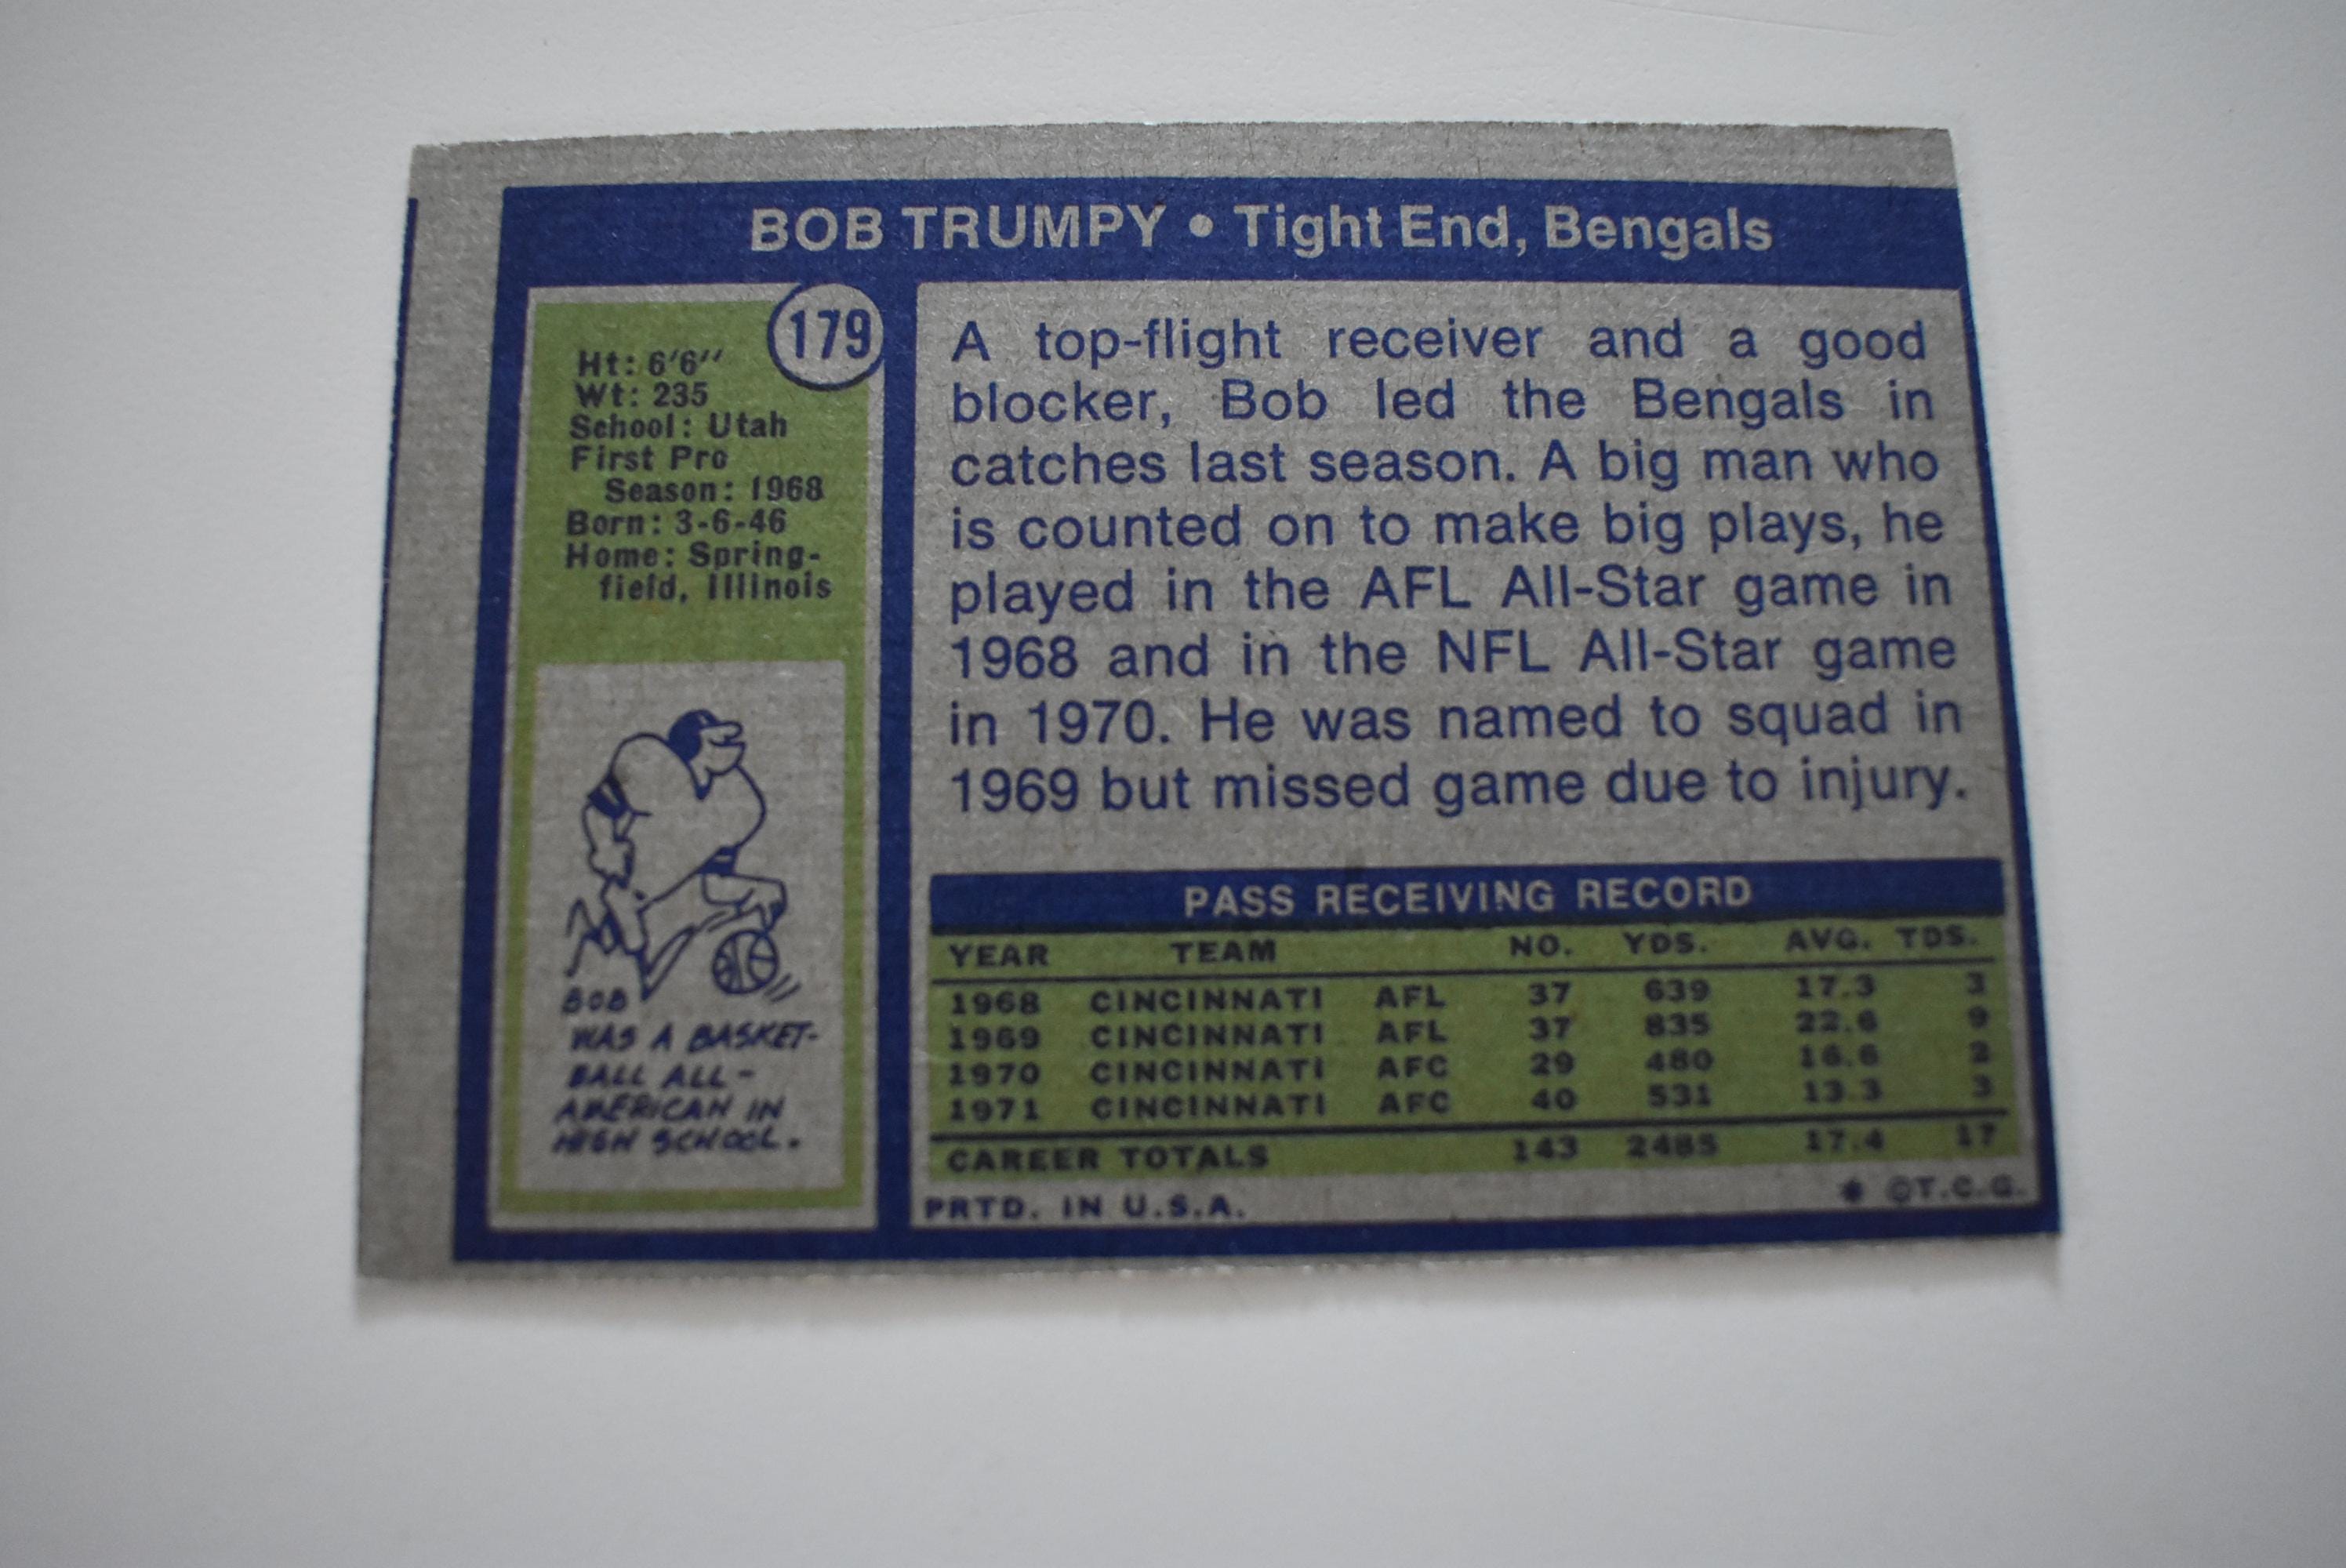 BOB TRUMPY • Tight End, Bengals
179
Ht: 6'6''
Wt: 235
School: Utah
First Pro
Season: 1968
Born: 3-6-46
Home: Spring-
field, Illinois
BOB
WAS A BASKET-
BALL ALL-
AMERICAN IN
HIGH SCHOOL.
A top-flight receiver and a good
blocker, Bob led the Bengals in
catches last season. A big man who
is counted on to make big plays, he
played in the AFL All-Star game in
1968 and in the NFL All-Star game
in 1970. He was named to squad in
1969 but missed game due to injury.
PASS RECEIVING RECORD
YEAR TEAM NO. YDS. AVG. TDS.
1968 CINCINNATI AFL 37 639 17.3 3
1969 CINCINNATI AFL 37 835 22.6 9
1970 CINCINNATI AFC 29 480 16.6 2
1971 CINCINNATI AFC 40 531 13.3 3
CAREER TOTALS 143 2485 17.4 17
PRTD. IN U.S.A. * ©T.C.G.